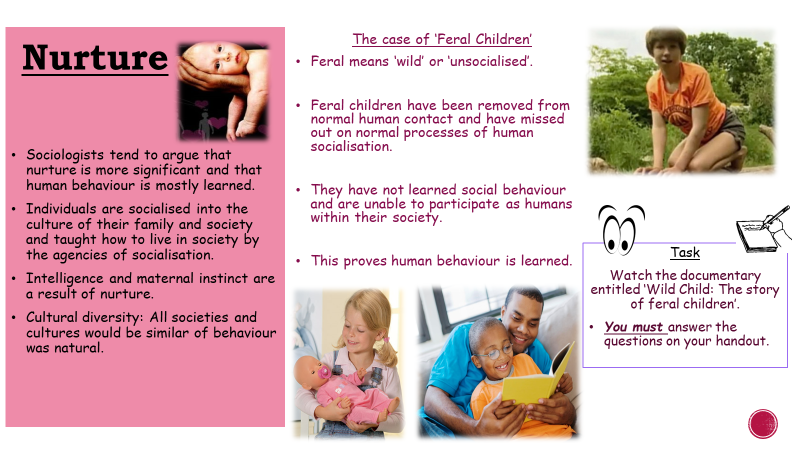 Nurture
• Sociologists tend to argue that
nurture is more significant and that
human behaviour is mostly learned.
• Individuals are socialised into the
culture of their family and society
and taught how to live in society by
the agencies of socialisation.
• Intelligence and maternal instinct are
a result of nurture.
• Cultural diversity: All societies and
cultures would be similar of behaviour
was natural.
The case of ‘Feral Children’
• Feral means ‘wild’ or ‘unsocialised’.
• Feral children have been removed from
normal human contact and have missed
out on normal processes of human
socialisation.
• They have not learned social behaviour
and are unable to participate as humans
within their society.
• This proves human behaviour is learned.
Task
Watch the documentary
entitled ‘Wild Child: The story
of feral children’.
• You must answer the
questions on your handout.